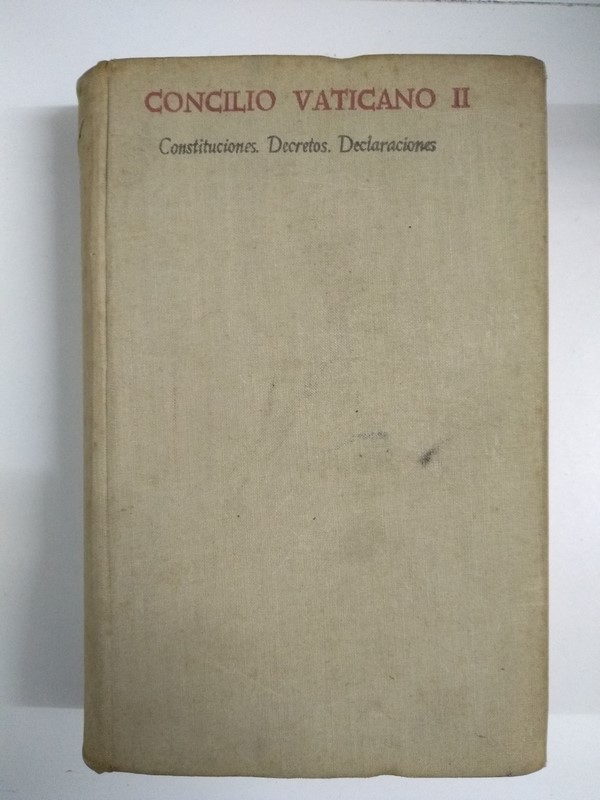 CONCILIO VATICANO II
Constituciones. Decretos. Declaraciones